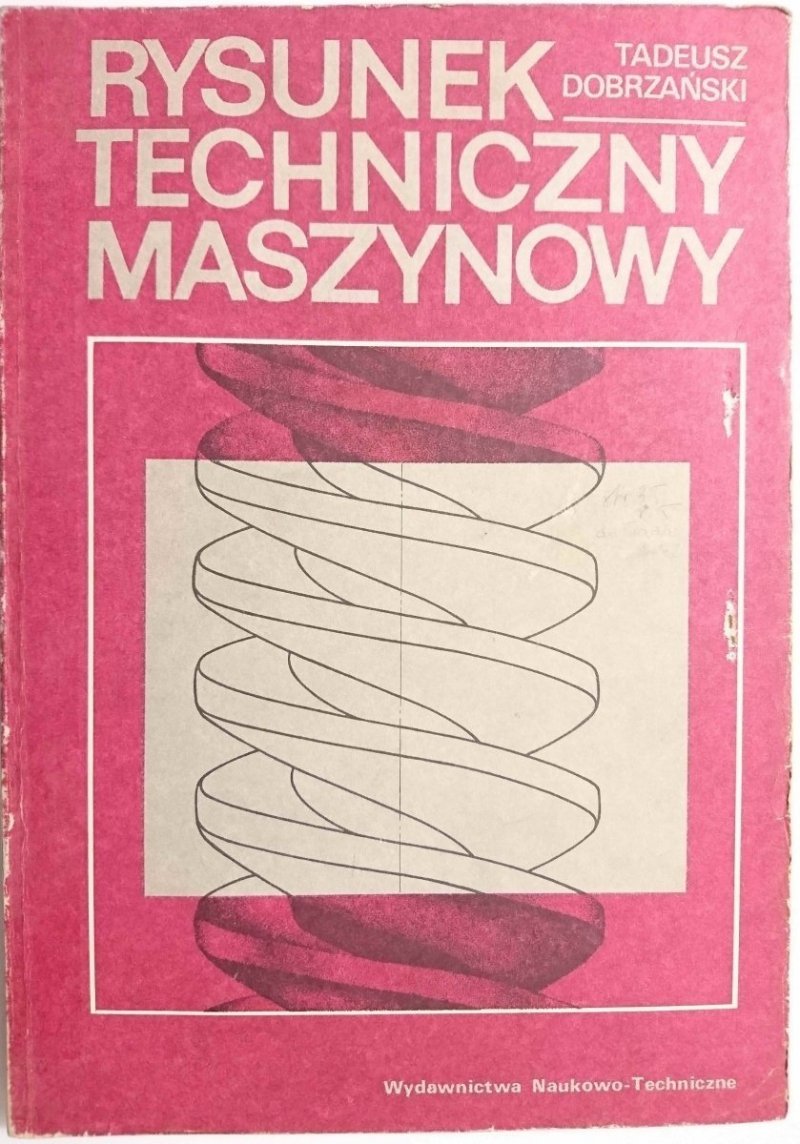 RYSUNEK
TADEUSZ
DOBRZAŃSKI
TECHNICZNY
MASZYNOWY
Wydawnictwa Naukowo-Techniczne